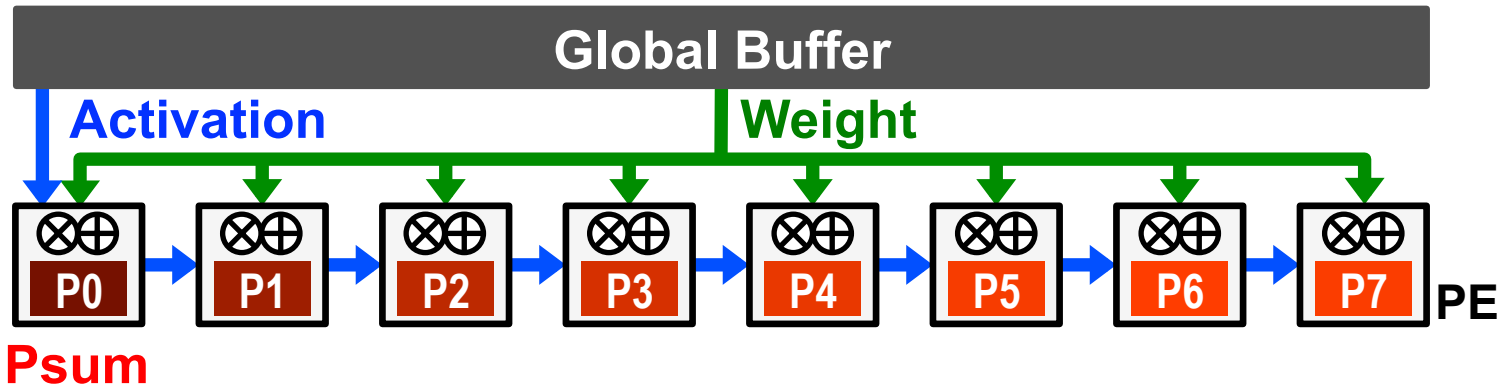 Global Buffer
Activation Weight
P0 P1 P2 P3 P4 P5 P6 P7 PE
Psum